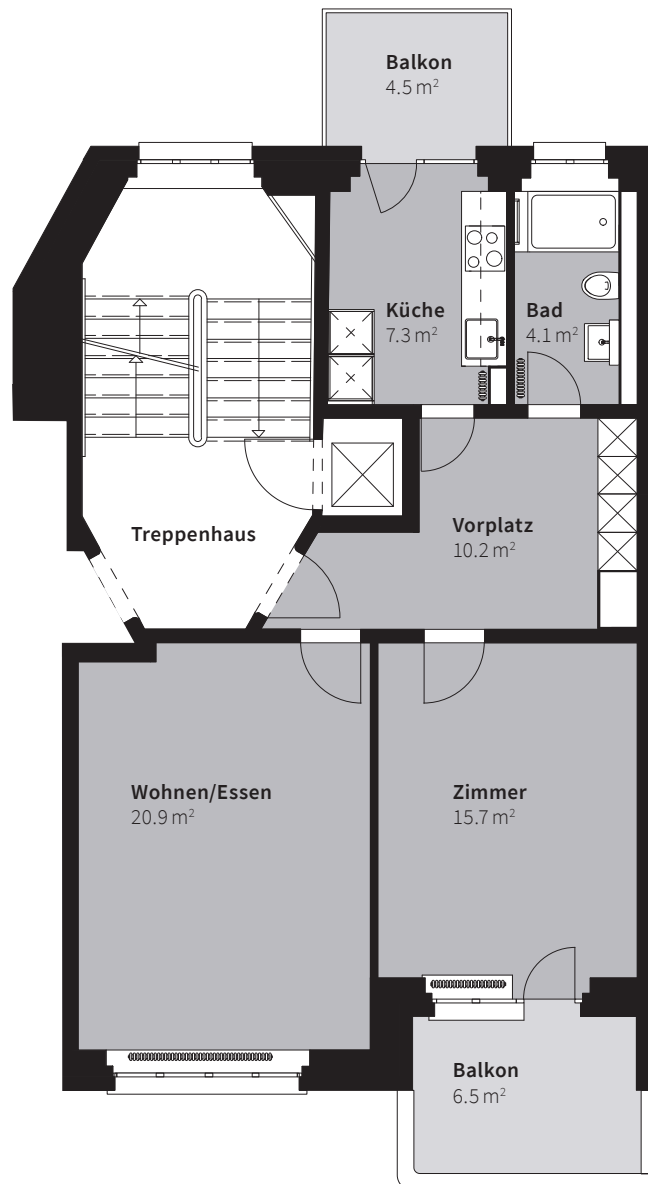 Balkon
4.5 m²
Küche
7.3 m²
Bad
4.1 m²
Treppenhaus
Vorplatz
10.2 m²
Wohnen/Essen
20.9 m²
Zimmer
15.7 m²
Balkon
6.5 m²